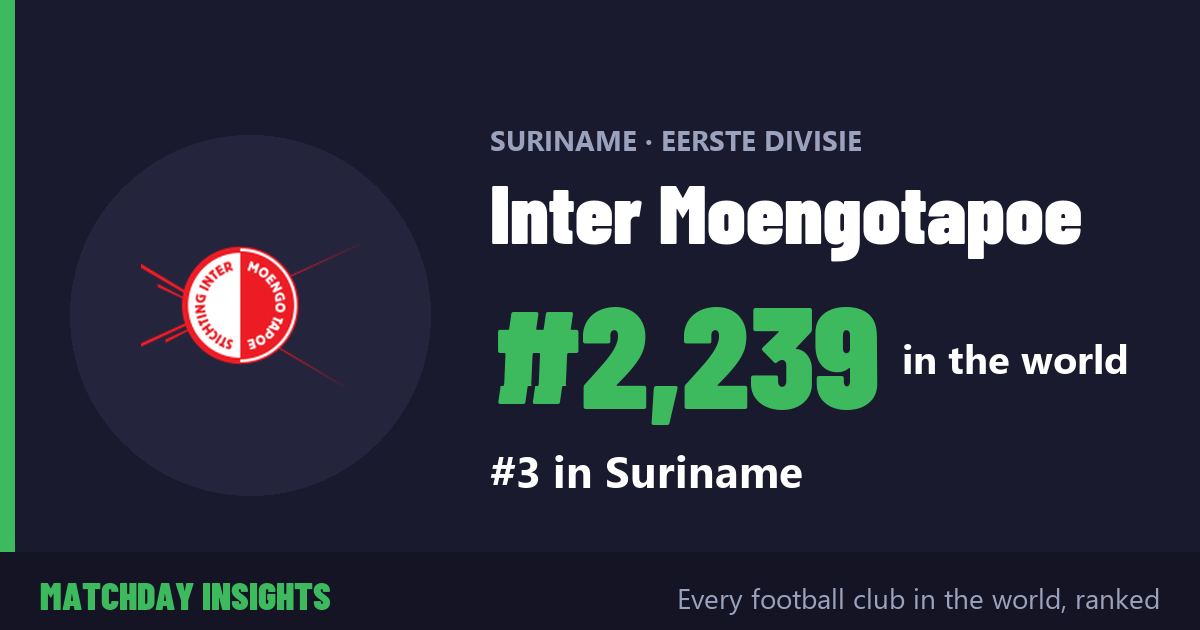 SURINAME · EERSTE DIVISIE
Inter Moengotapoe
#2,239 in the world
#3 in Suriname
STICHTING INTER
MOENGO TAPOE
MATCHDAY INSIGHTS
Every football club in the world, ranked